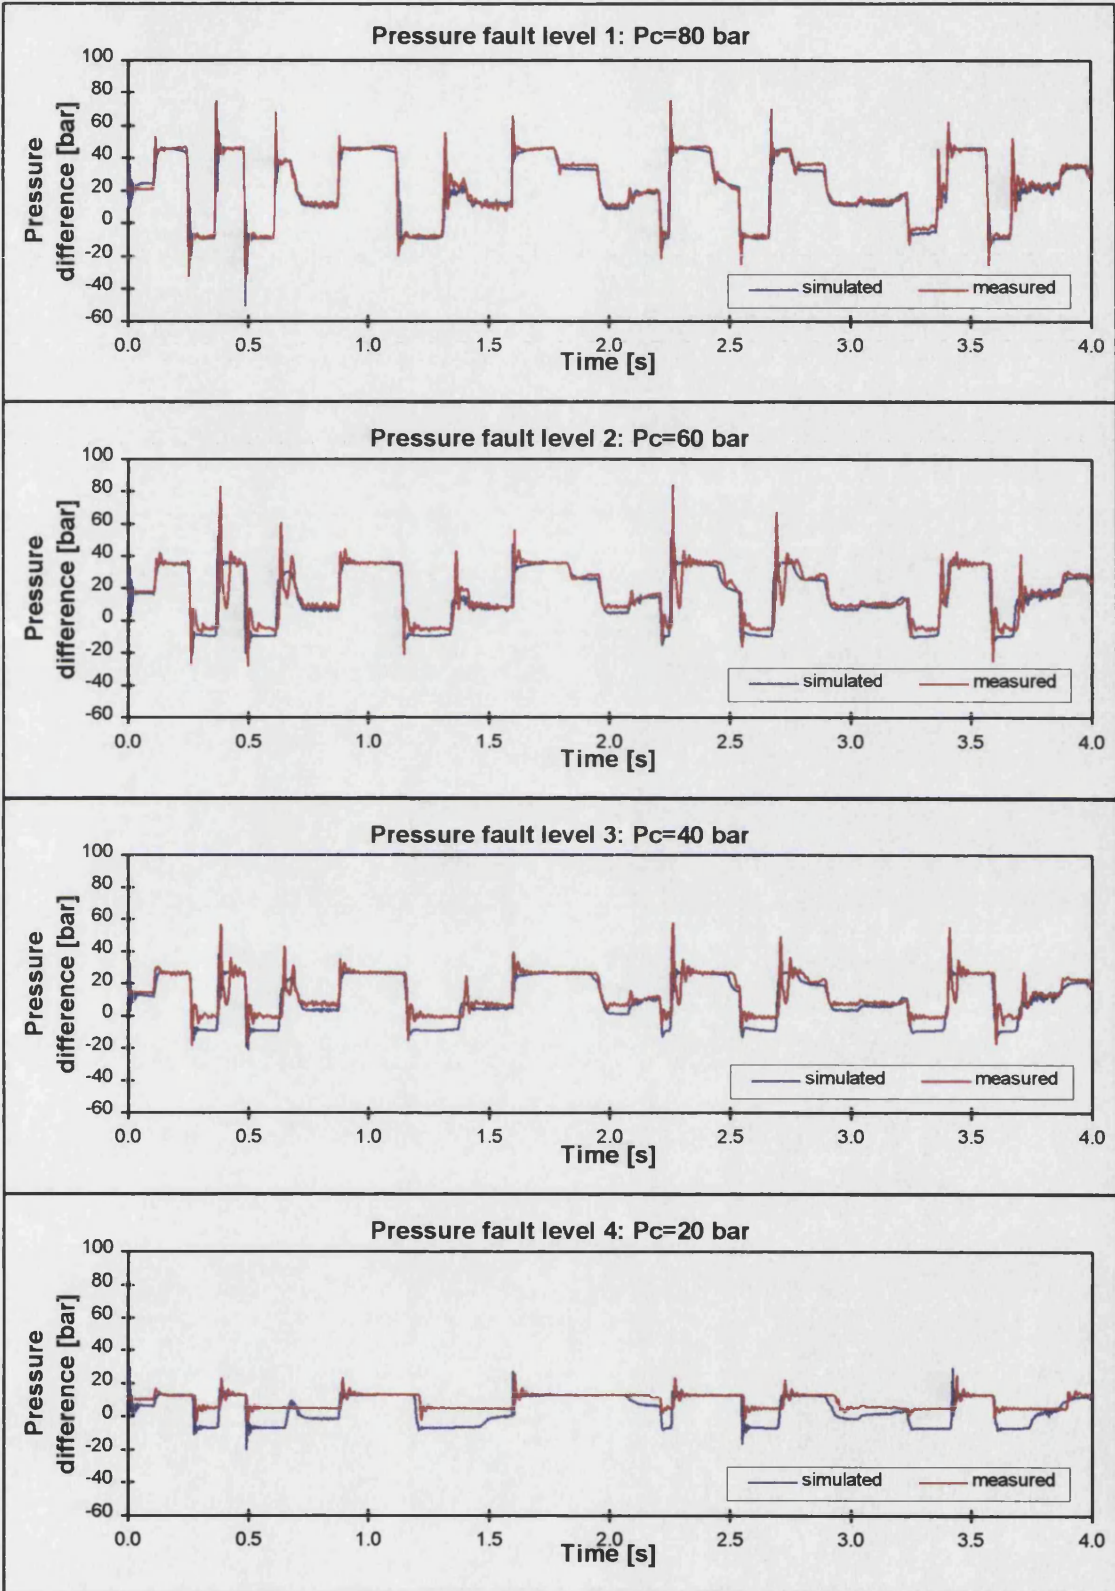 Pressure fault level 1: Pc=80 bar
Pressure
difference [bar]
100
80
60
40
20
0
-20
-40
-60
simulated measured
0.0 0.5 1.0 1.5 2.0 2.5 3.0 3.5 4.0
Time [s]
Pressure fault level 2: Pc=60 bar
Pressure
difference [bar]
100
80
60
40
20
0
-20
-40
-60
simulated measured
0.0 0.5 1.0 1.5 2.0 2.5 3.0 3.5 4.0
Time [s]
Pressure fault level 3: Pc=40 bar
Pressure
difference [bar]
100
80
60
40
20
0
-20
-40
-60
simulated measured
0.0 0.5 1.0 1.5 2.0 2.5 3.0 3.5 4.0
Time [s]
Pressure fault level 4: Pc=20 bar
Pressure
difference [bar]
100
80
60
40
20
0
-20
-40
-60
simulated measured
0.0 0.5 1.0 1.5 2.0 2.5 3.0 3.5 4.0
Time [s]